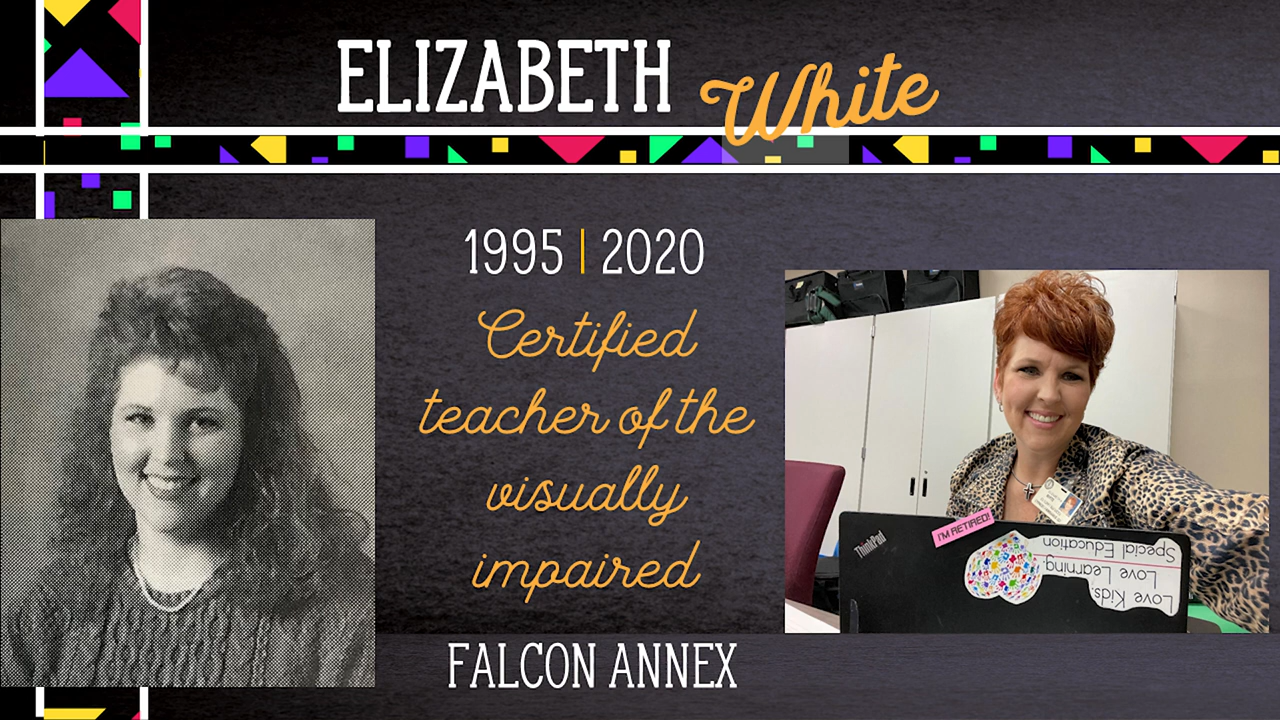 ELIZABETH White
1995 | 2020
Certified
teacher of the
visually
impaired
FALCON ANNEX
I'M RETIRED!
ThinkPad
Love Kids.
Love Learning.
Special Education